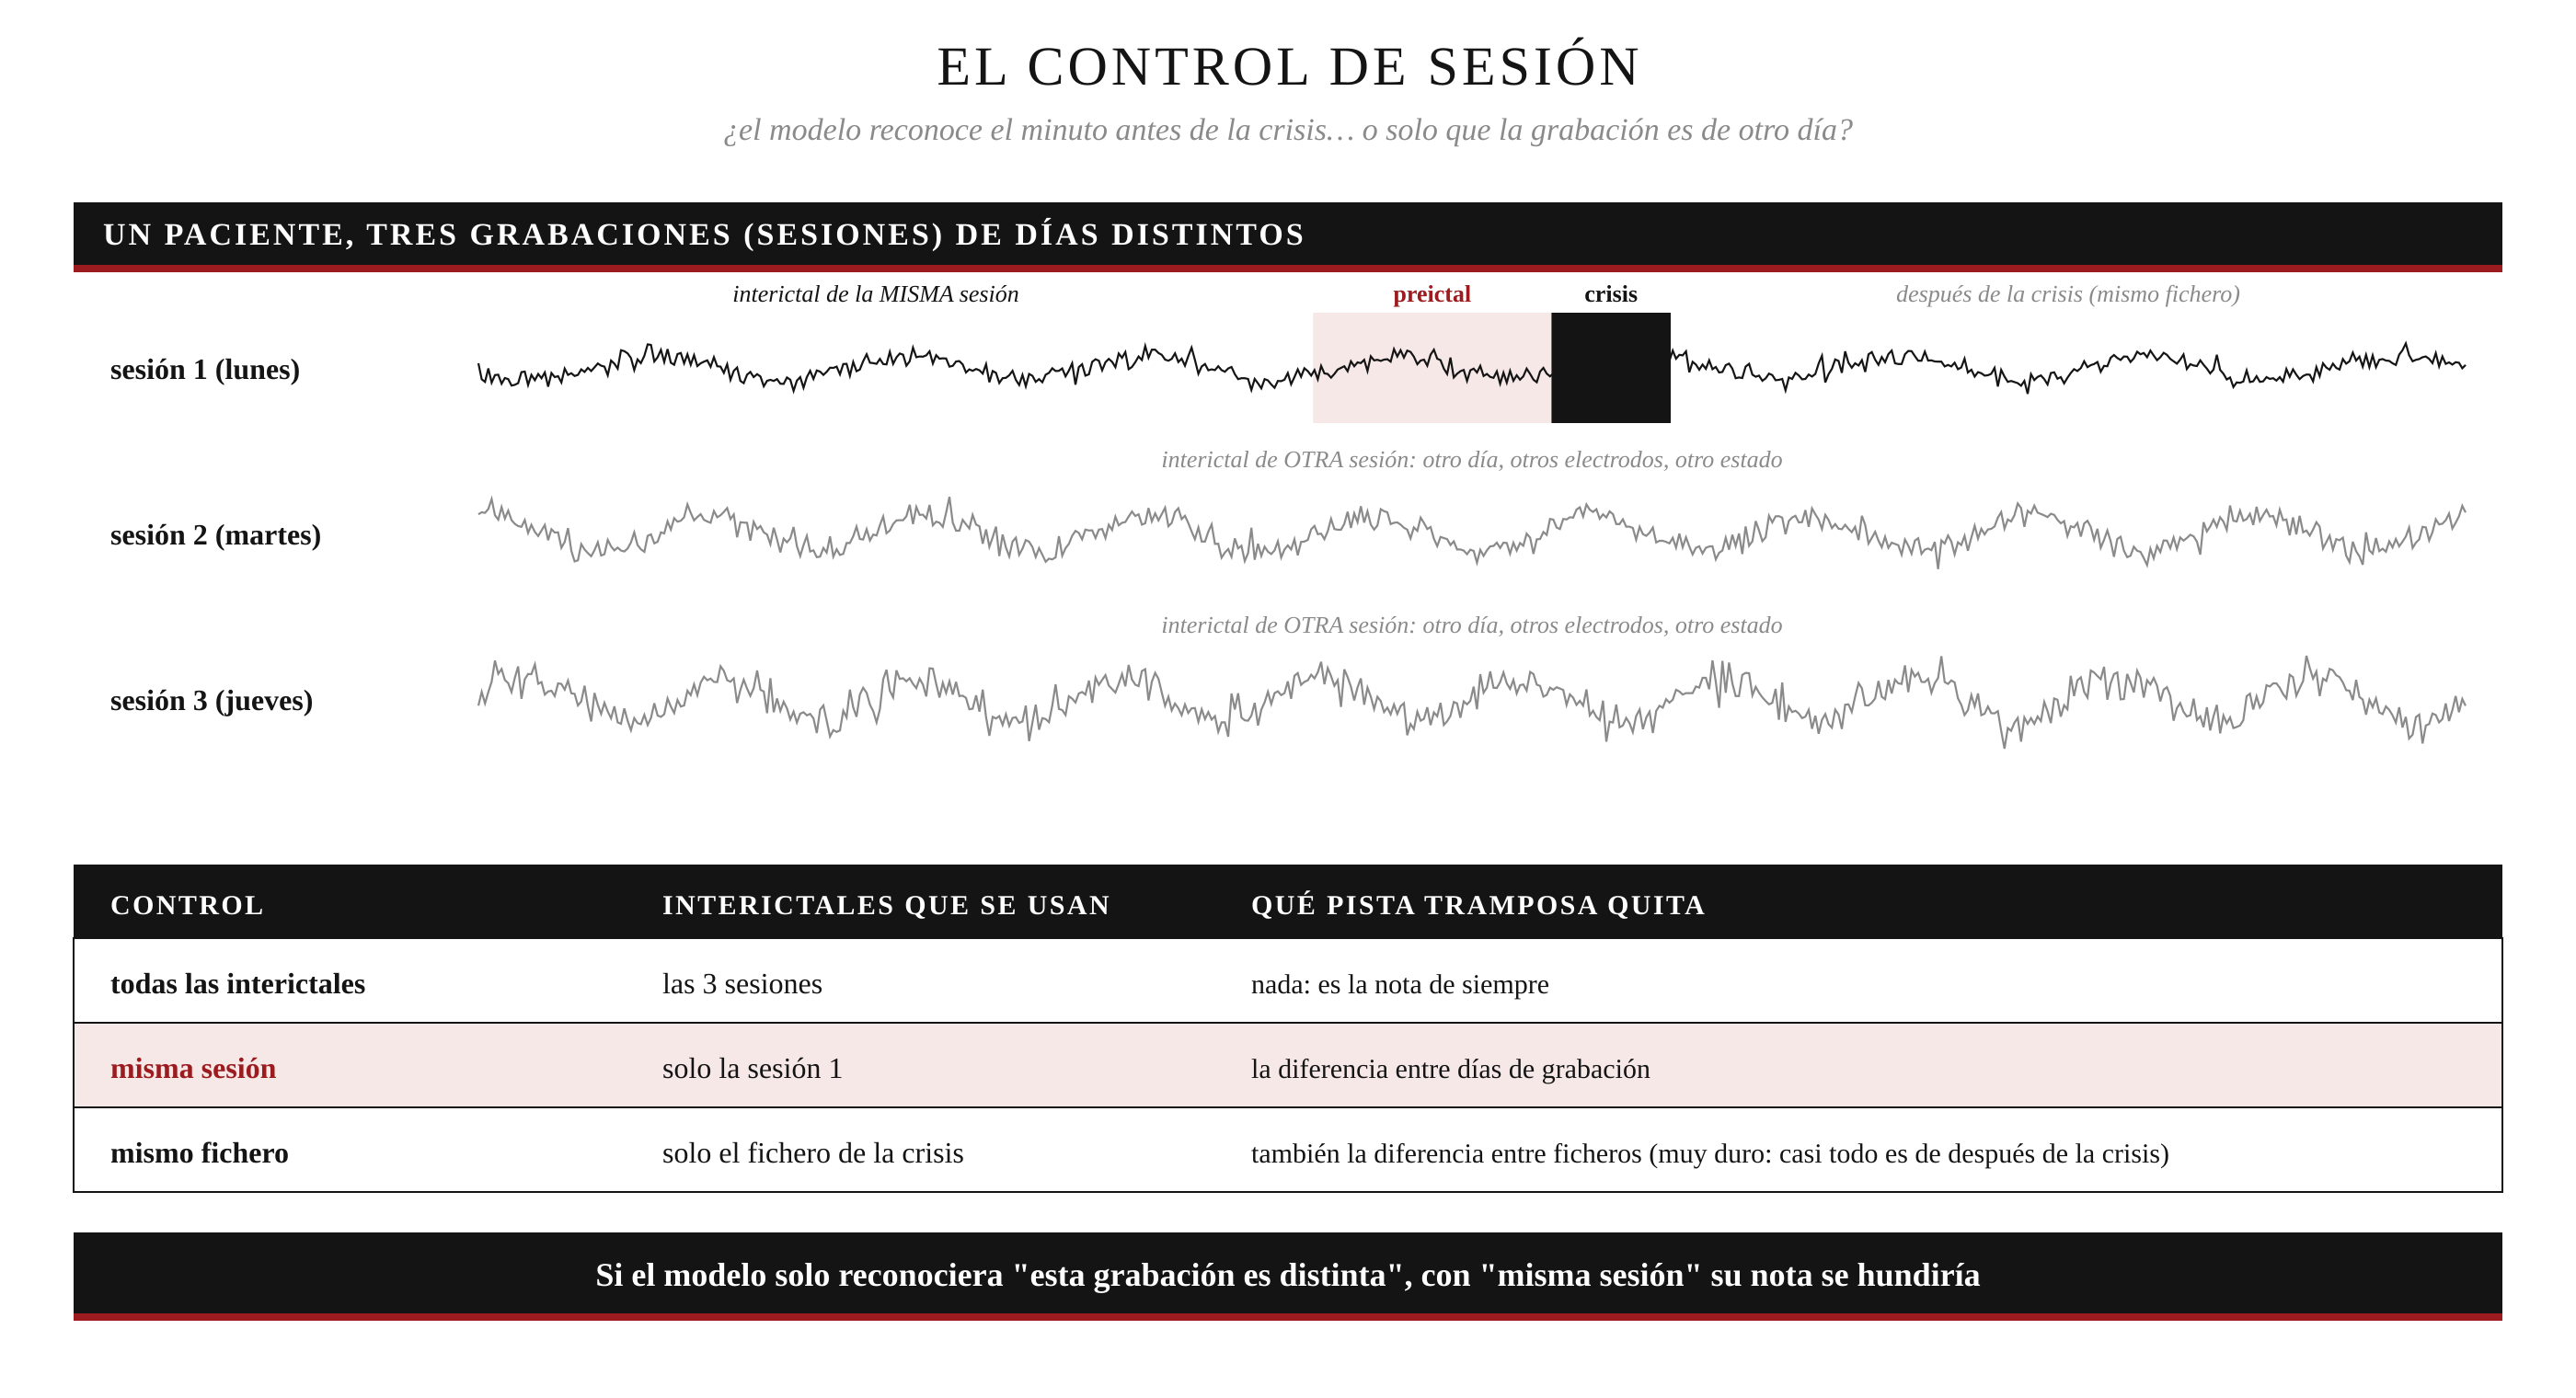 EL CONTROL DE SESIÓN
¿el modelo reconoce el minuto antes de la crisis… o solo que la grabación es de otro día?
UN PACIENTE, TRES GRABACIONES (SESIONES) DE DÍAS DISTINTOS
interictal de la MISMA sesión preictal crisis después de la crisis (mismo fichero)
sesión 1 (lunes)
interictal de OTRA sesión: otro día, otros electrodos, otro estado
sesión 2 (martes)
interictal de OTRA sesión: otro día, otros electrodos, otro estado
sesión 3 (jueves)
CONTROL INTERICTALES QUE SE USAN QUÉ PISTA TRAMPOSA QUITA
todas las interictales las 3 sesiones nada: es la nota de siempre
misma sesión solo la sesión 1 la diferencia entre días de grabación
mismo fichero solo el fichero de la crisis también la diferencia entre ficheros (muy duro: casi todo es de después de la crisis)
Si el modelo solo reconociera "esta grabación es distinta", con "misma sesión" su nota se hundiría